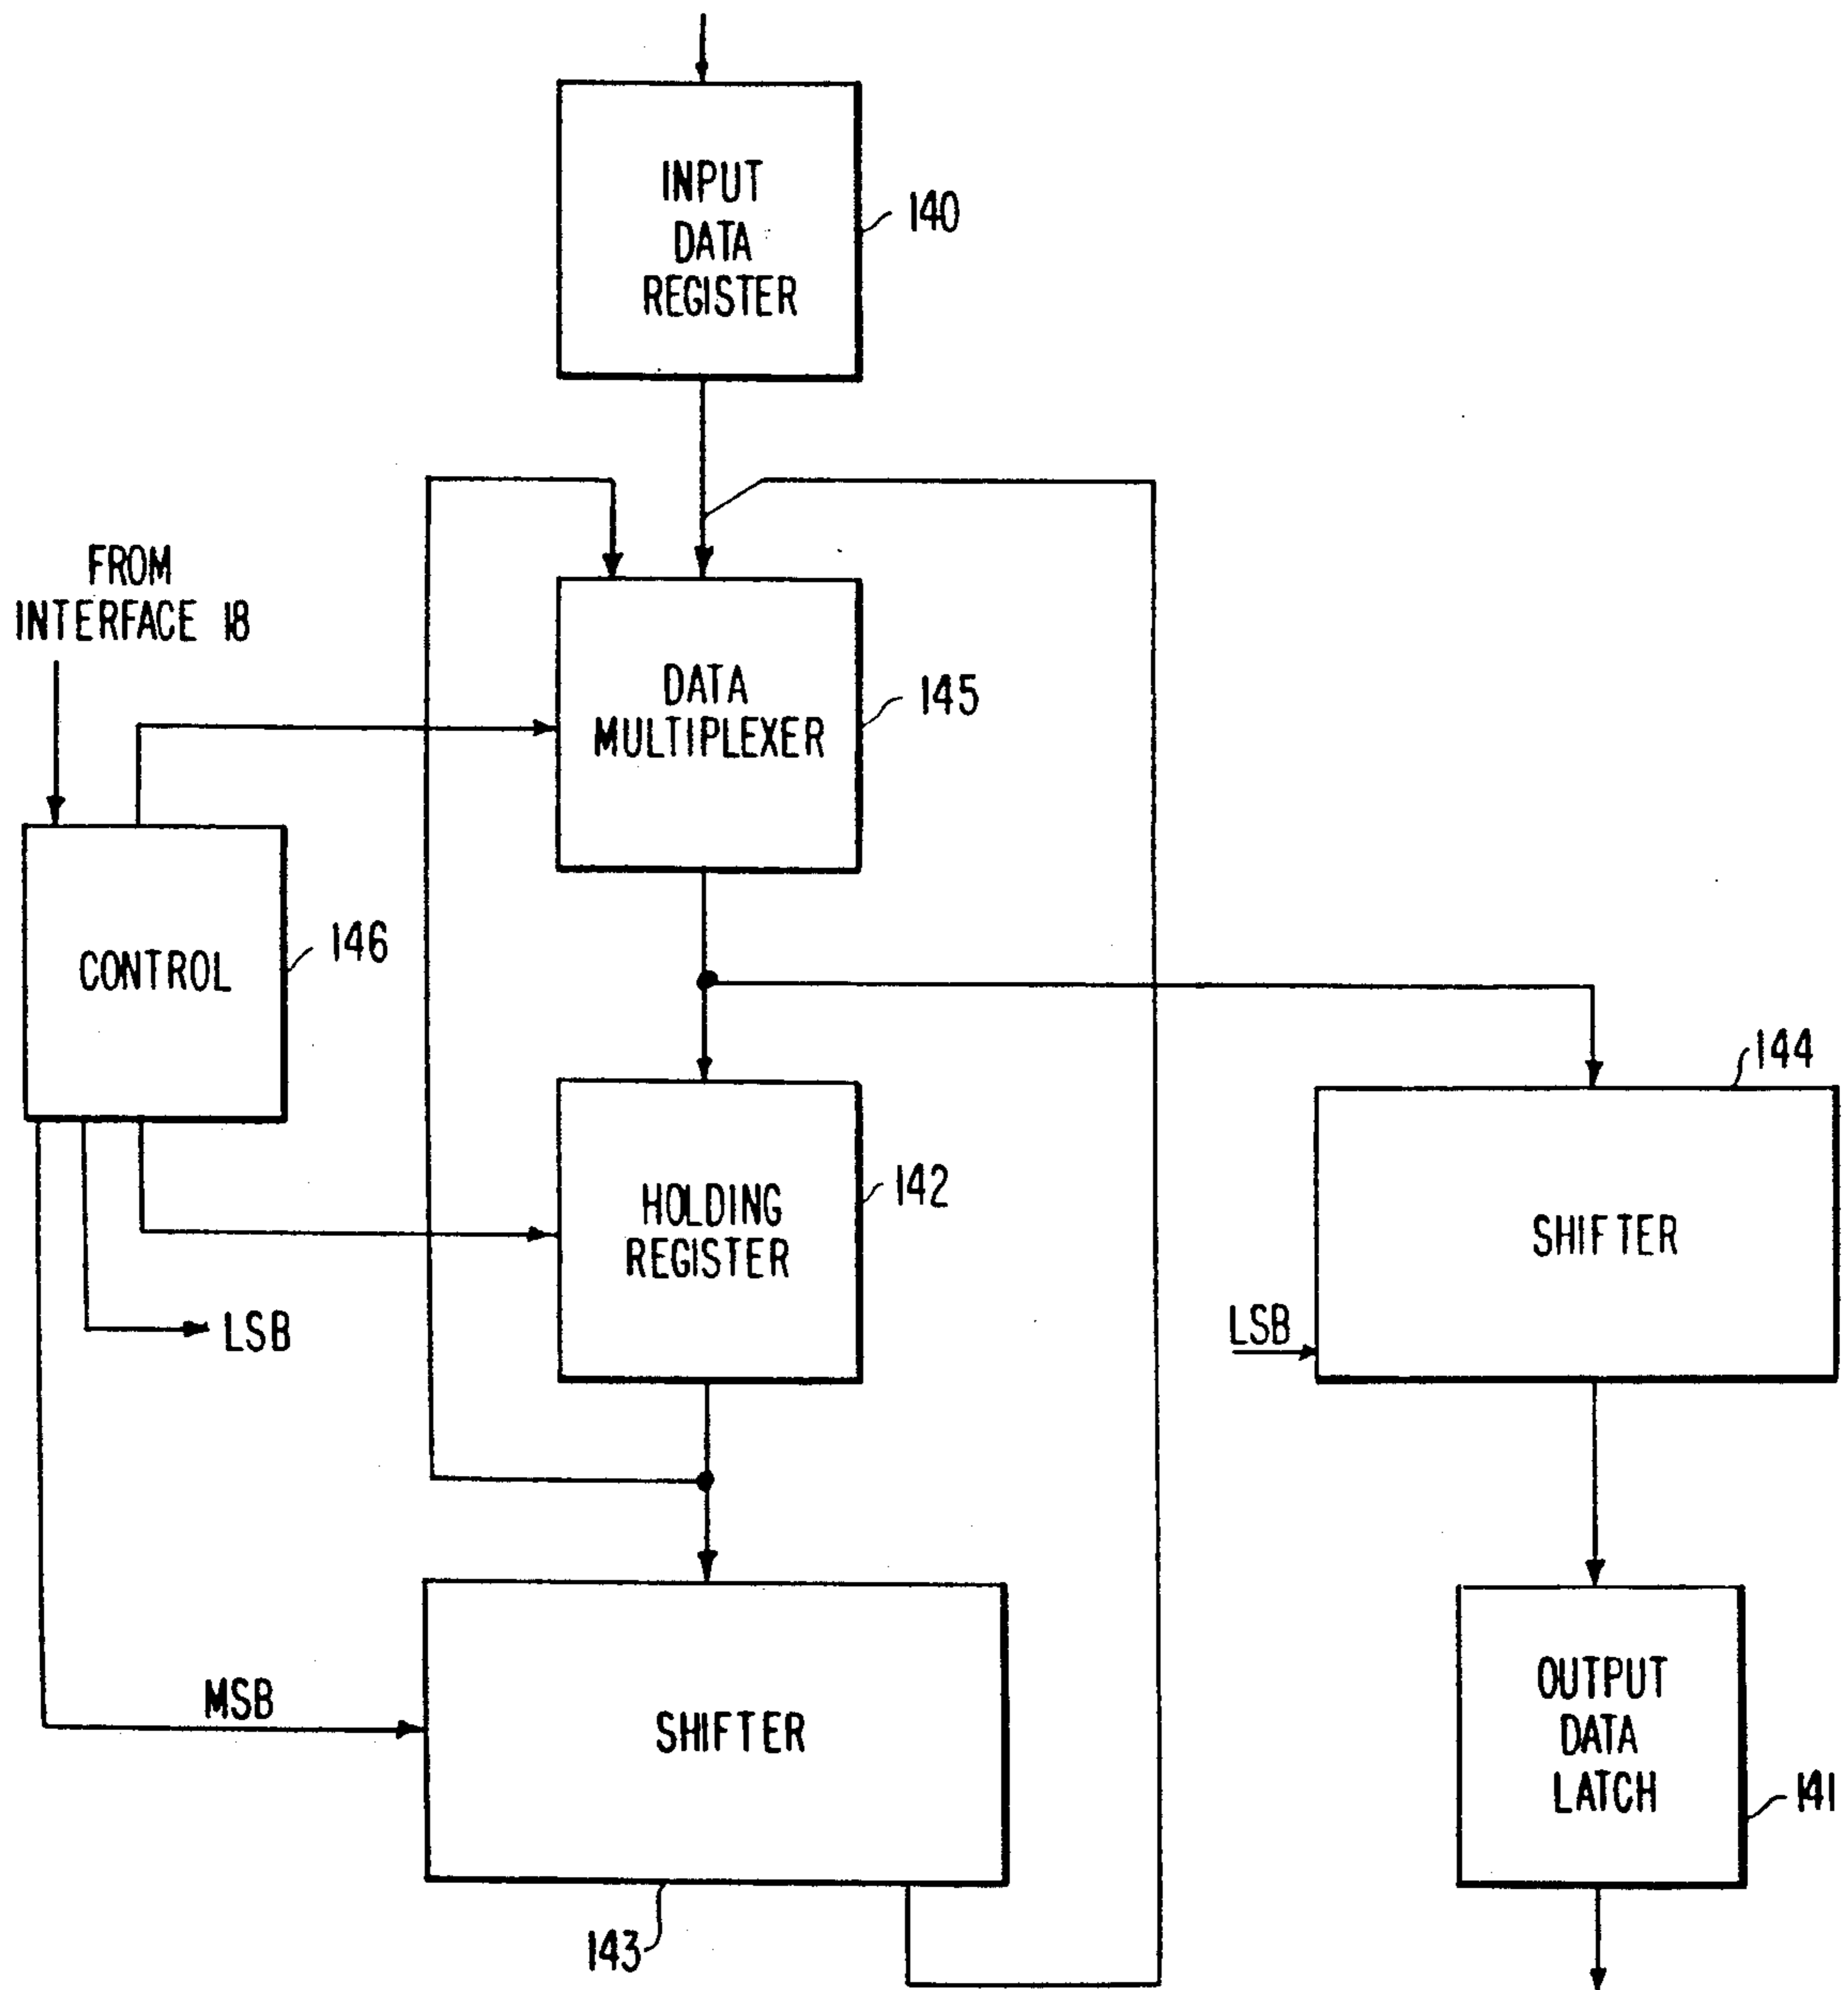 INPUT
DATA
REGISTER
140
FROM
INTERFACE 18
DATA
MULTIPLEXER
145
CONTROL
146
144
HOLDING
REGISTER
142
SHIFTER
LSB
LSB
MSB
SHIFTER
OUTPUT
DATA
LATCH
141
143